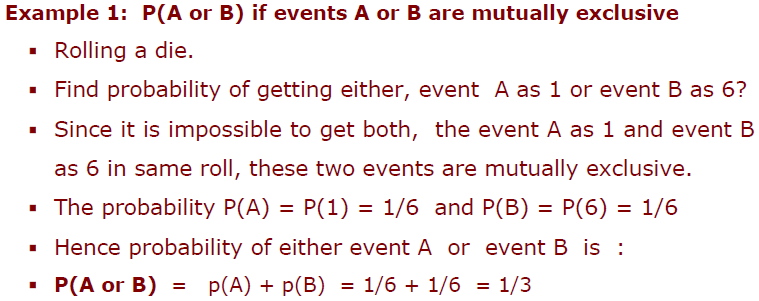 Example 1: P(A or B) if events A or B are mutually exclusive
▪ Rolling a die.
▪ Find probability of getting either, event A as 1 or event B as 6?
▪ Since it is impossible to get both, the event A as 1 and event B
as 6 in same roll, these two events are mutually exclusive.
▪ The probability P(A) = P(1) = 1/6 and P(B) = P(6) = 1/6
▪ Hence probability of either event A or event B is :
▪ P(A or B) = p(A) + p(B) = 1/6 + 1/6 = 1/3